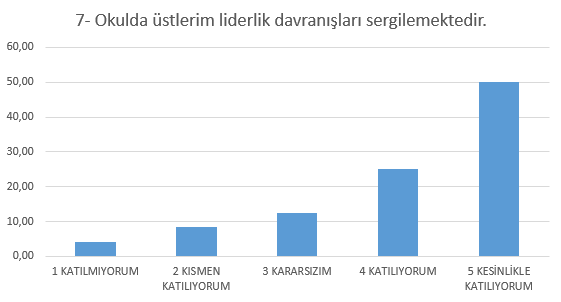 7- Okulda üstlerim liderlik davranışları sergilemektedir.
60,00
50,00
40,00
30,00
20,00
10,00
0,00
1 KATILMIYORUM
2 KISMEN
KATILIYORUM
3 KARARSIZIM
4 KATILIYORUM
5 KESİNLİKLE
KATILIYORUM